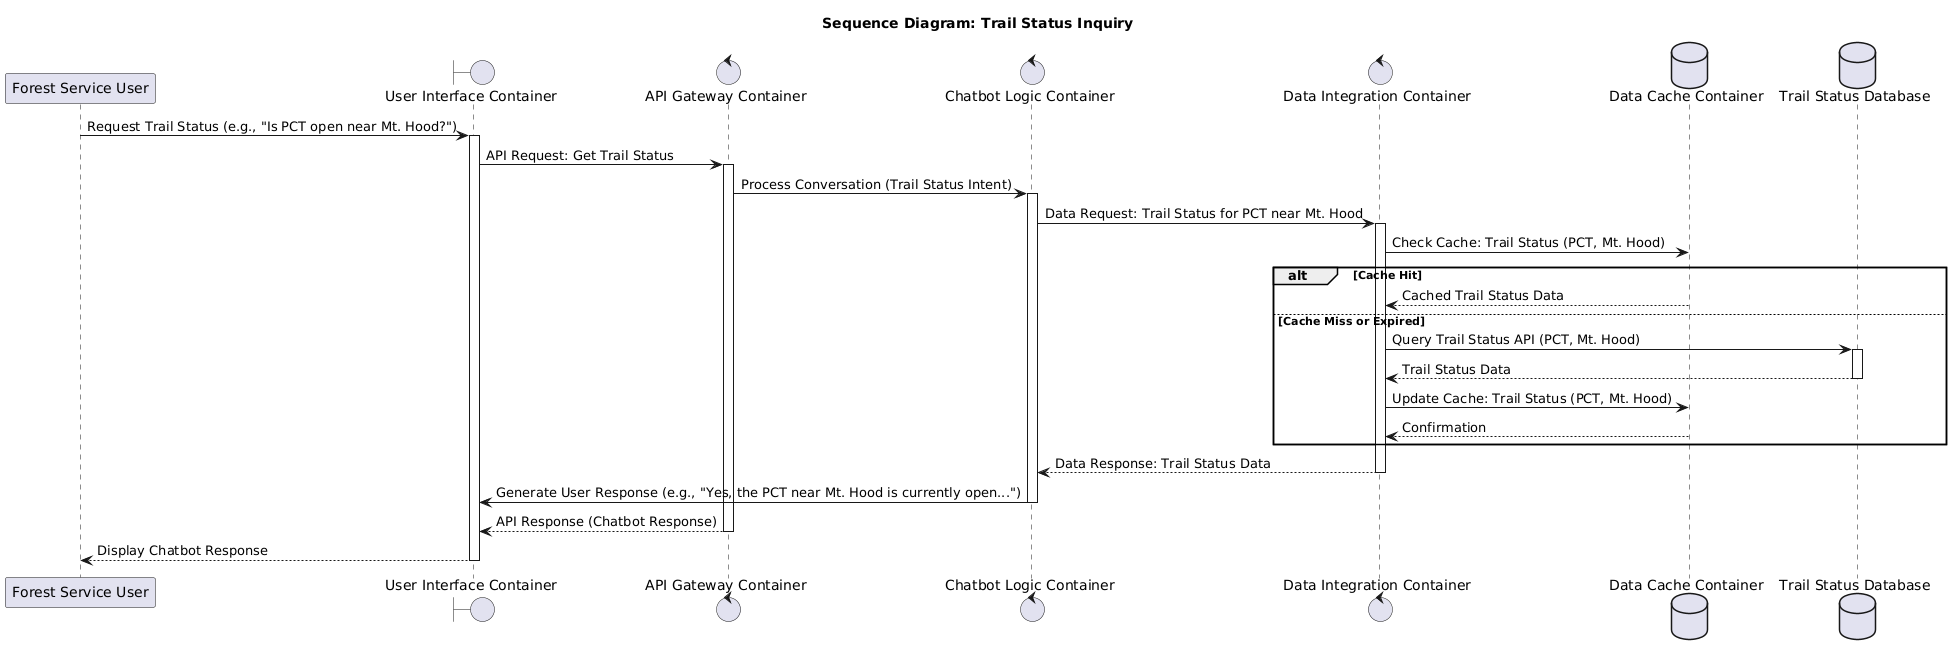 Sequence Diagram: Trail Status Inquiry
Forest Service User
User Interface Container
API Gateway Container
Chatbot Logic Container
Data Integration Container
Data Cache Container
Trail Status Database
Request Trail Status (e.g., "Is PCT open near Mt. Hood?")
API Request: Get Trail Status
Process Conversation (Trail Status Intent)
Data Request: Trail Status for PCT near Mt. Hood
Check Cache: Trail Status (PCT, Mt. Hood)
alt
[Cache Hit]
Cached Trail Status Data
[Cache Miss or Expired]
Query Trail Status API (PCT, Mt. Hood)
Trail Status Data
Update Cache: Trail Status (PCT, Mt. Hood)
Confirmation
Data Response: Trail Status Data
Generate User Response (e.g., "Yes, the PCT near Mt. Hood is currently open...")
API Response (Chatbot Response)
Display Chatbot Response
Forest Service User
User Interface Container
API Gateway Container
Chatbot Logic Container
Data Integration Container
Data Cache Container
Trail Status Database